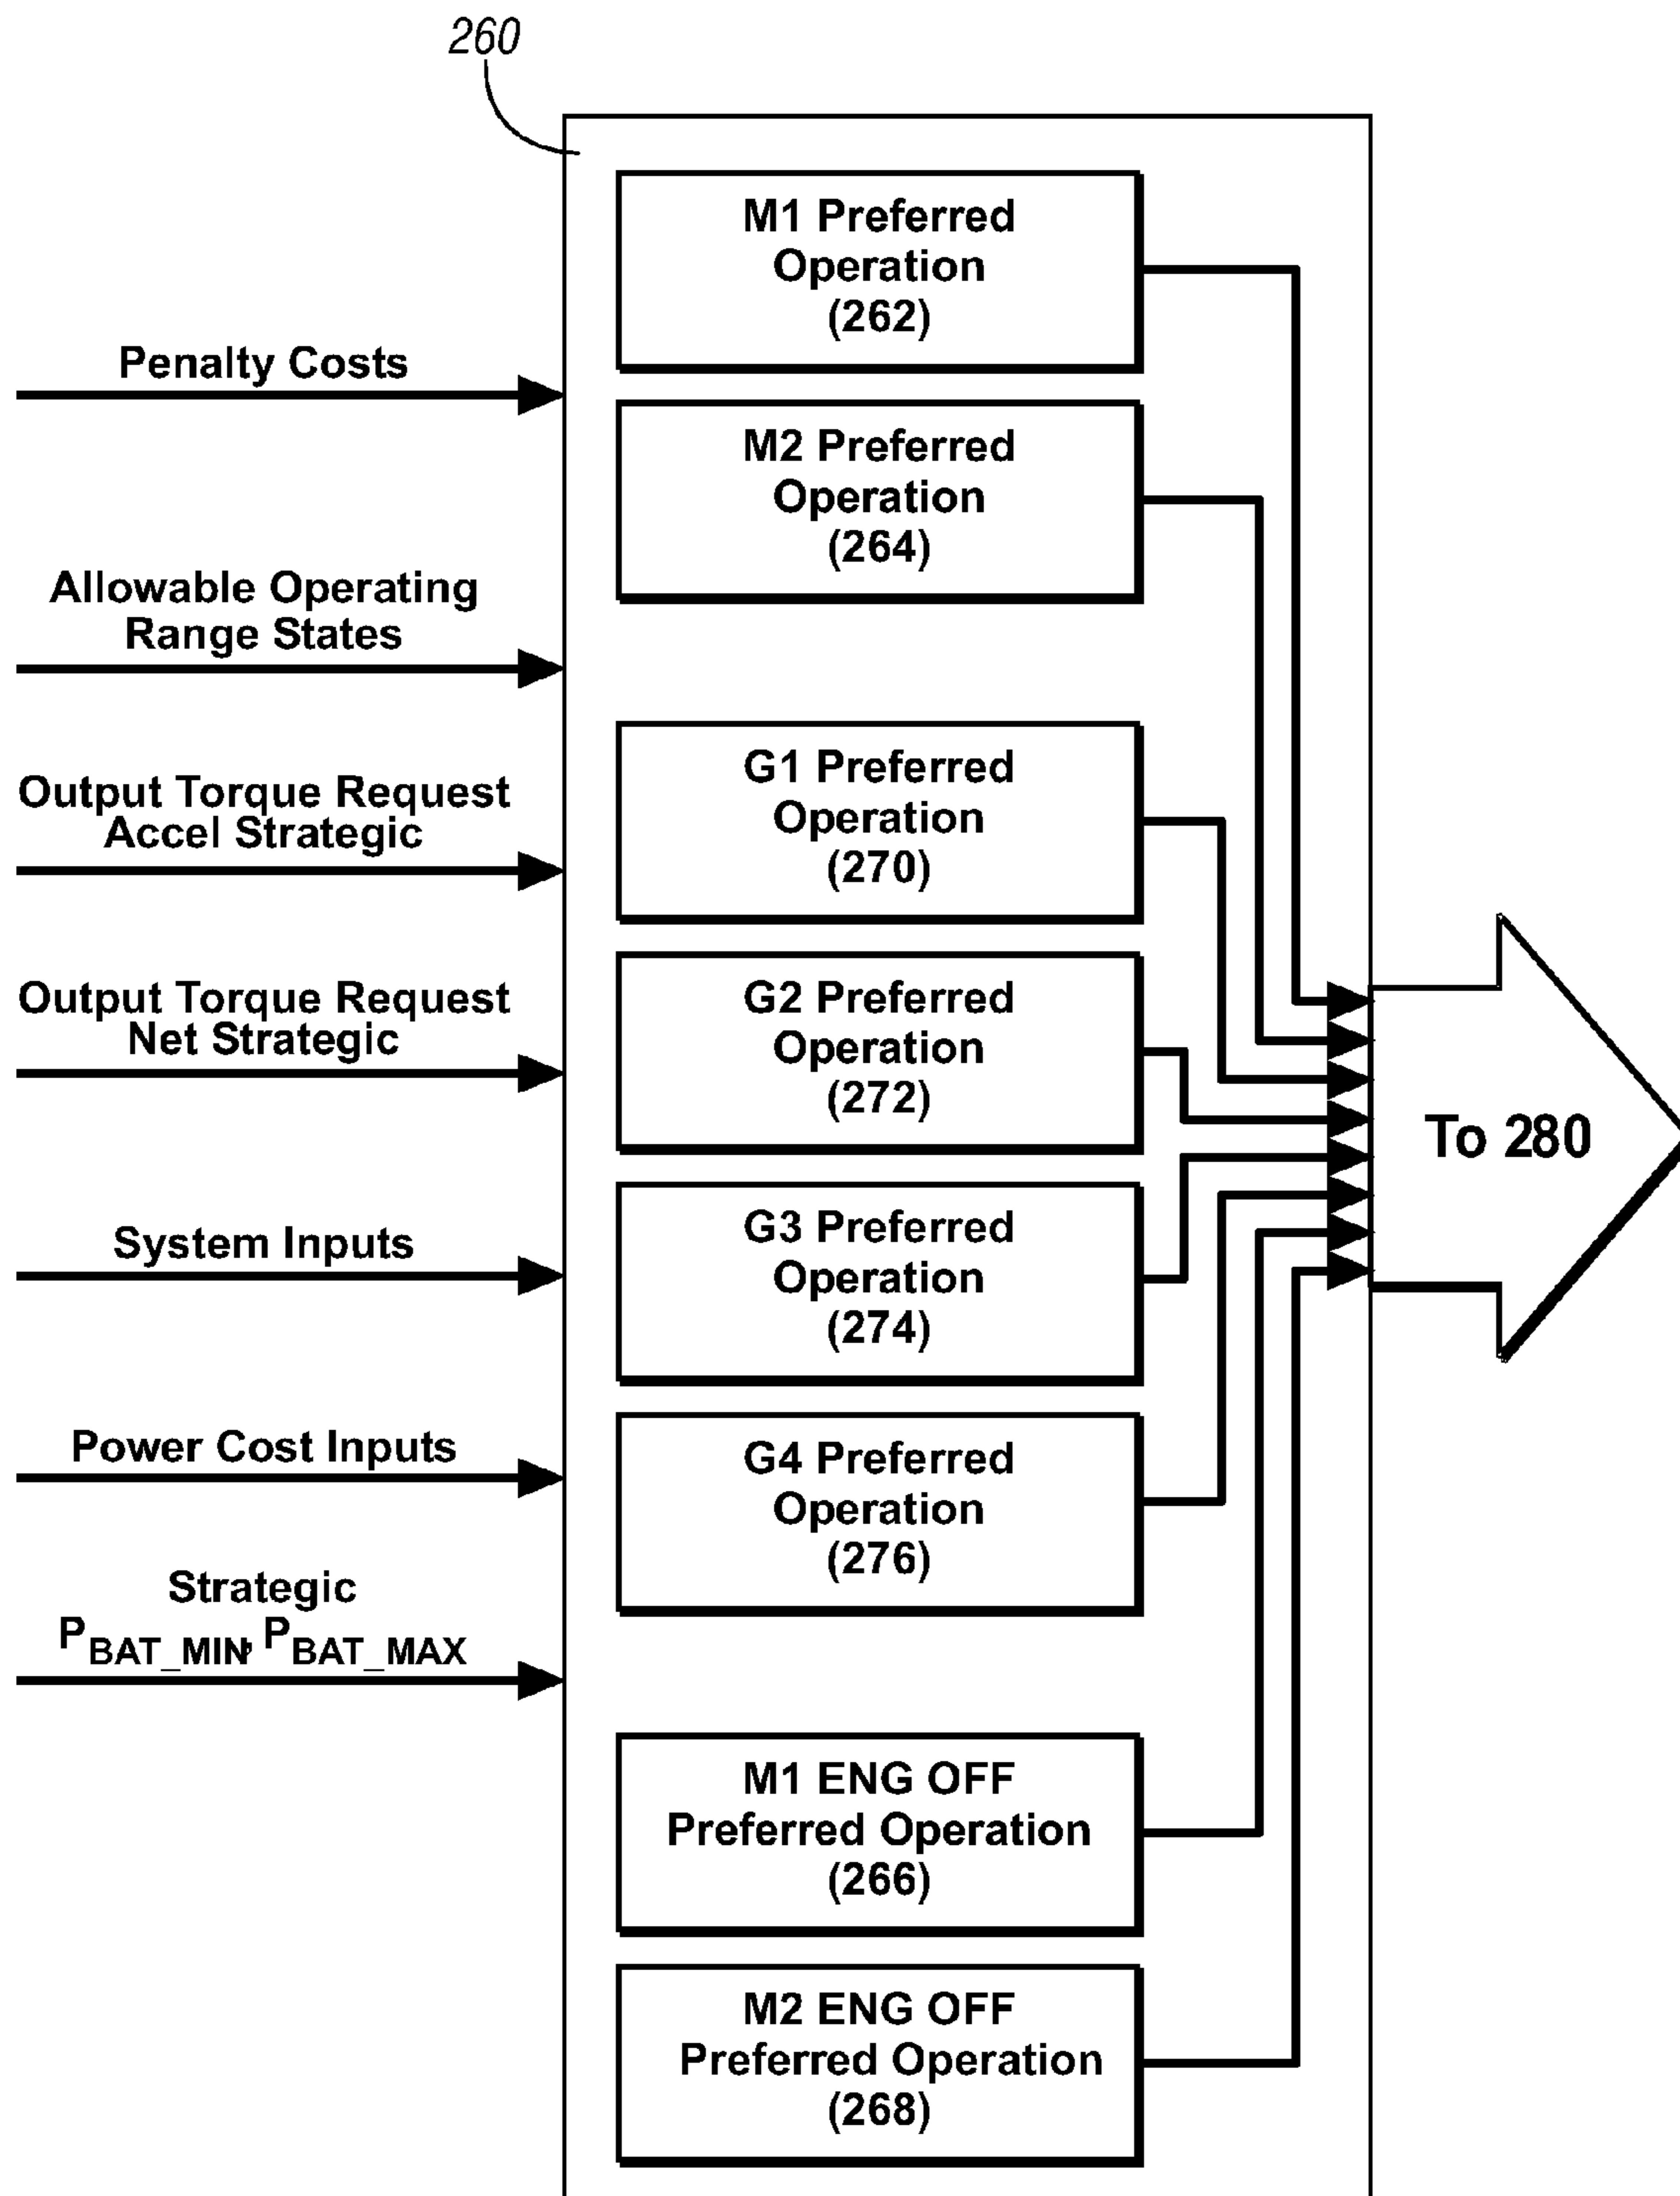 260
Penalty Costs
Allowable Operating
Range States
Output Torque Request
Accel Strategic
Output Torque Request
Net Strategic
System Inputs
Power Cost Inputs
Strategic
PBAT_MIN, PBAT_MAX
M1 Preferred
Operation
(262)
M2 Preferred
Operation
(264)
G1 Preferred
Operation
(270)
G2 Preferred
Operation
(272)
G3 Preferred
Operation
(274)
G4 Preferred
Operation
(276)
M1 ENG OFF
Preferred Operation
(266)
M2 ENG OFF
Preferred Operation
(268)
To 280